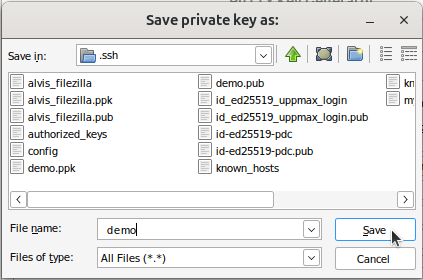 Save private key as:
Save in:
.ssh
alvis_filezilla
alvis_filezilla.ppk
alvis_filezilla.pub
authorized_keys
config
demo.ppk
demo.pub
id_ed25519_uppmax_login
id_ed25519_uppmax_login.pub
id-ed25519-pdc
id-ed25519-pdc.pub
known_hosts
File name:
demo
Save
Files of type:
All Files (*.*)
Cancel